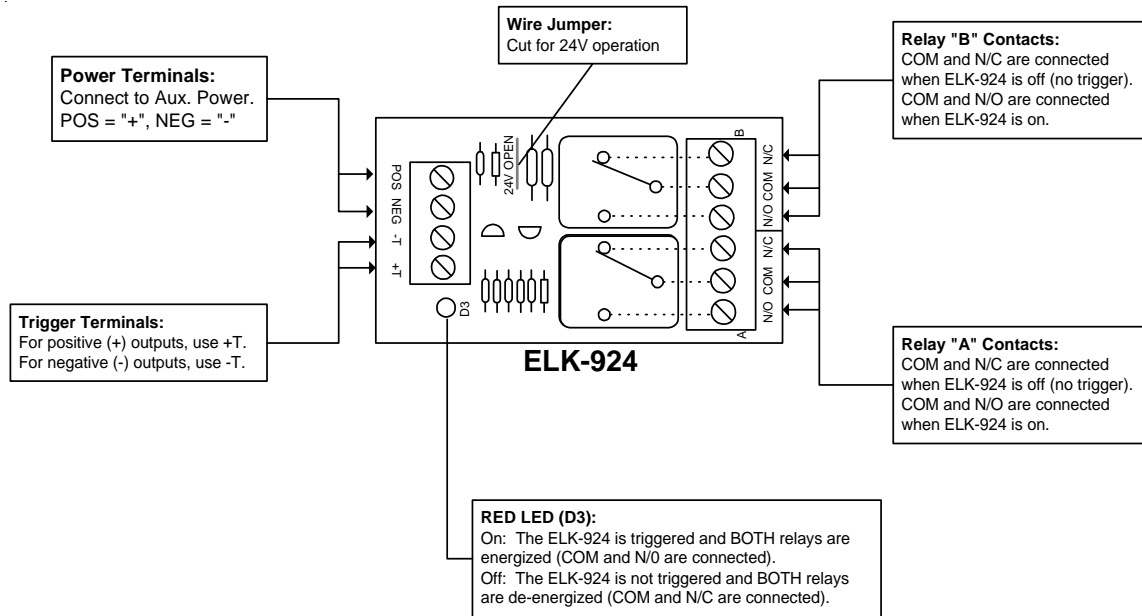 Wire Jumper:
Cut for 24V operation
Power Terminals:
Connect to Aux. Power.
POS = "+", NEG = "-"
Relay "B" Contacts:
COM and N/C are connected
when ELK-924 is off (no trigger).
COM and N/O are connected
when ELK-924 is on.
POS
NEG
-T
+T
24V OPEN
D3
B
N/C
COM
N/O
N/C
COM
N/O
A
ELK-924
Trigger Terminals:
For positive (+) outputs, use +T.
For negative (-) outputs, use -T.
Relay "A" Contacts:
COM and N/C are connected
when ELK-924 is off (no trigger).
COM and N/O are connected
when ELK-924 is on.
RED LED (D3):
On: The ELK-924 is triggered and BOTH relays are
energized (COM and N/0 are connected).
Off: The ELK-924 is not triggered and BOTH relays
are de-energized (COM and N/C are connected).